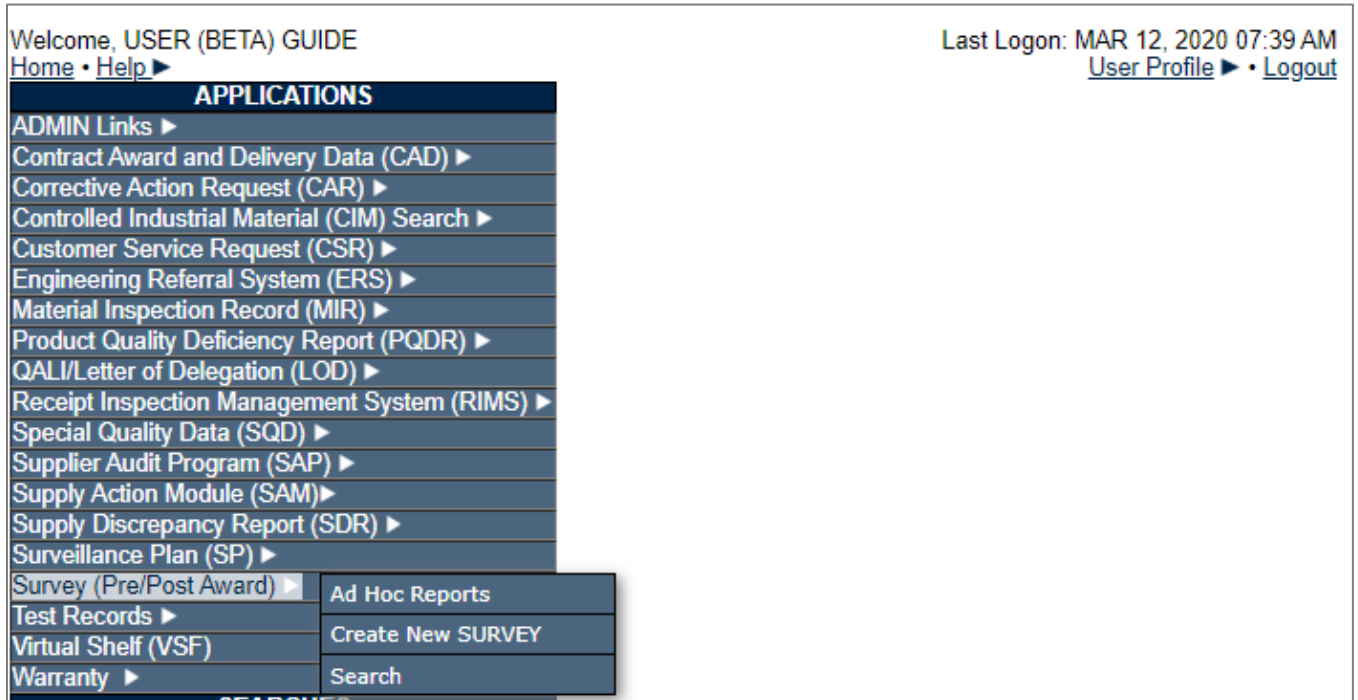 Welcome, USER (BETA) GUIDE
Last Logon: MAR 12, 2020 07:39 AM
Home • Help ►
User Profile ► • Logout
APPLICATIONS
ADMIN Links ►
Contract Award and Delivery Data (CAD) ►
Corrective Action Request (CAR) ►
Controlled Industrial Material (CIM) Search ►
Customer Service Request (CSR) ►
Engineering Referral System (ERS) ►
Material Inspection Record (MIR) ►
Product Quality Deficiency Report (PQDR) ►
QALI/Letter of Delegation (LOD) ►
Receipt Inspection Management System (RIMS) ►
Special Quality Data (SQD) ►
Supplier Audit Program (SAP) ►
Supply Action Module (SAM)►
Supply Discrepancy Report (SDR) ►
Surveillance Plan (SP) ►
Survey (Pre/Post Award) ►
Ad Hoc Reports
Create New SURVEY
Search
Test Records ►
Virtual Shelf (VSF)
Warranty ►